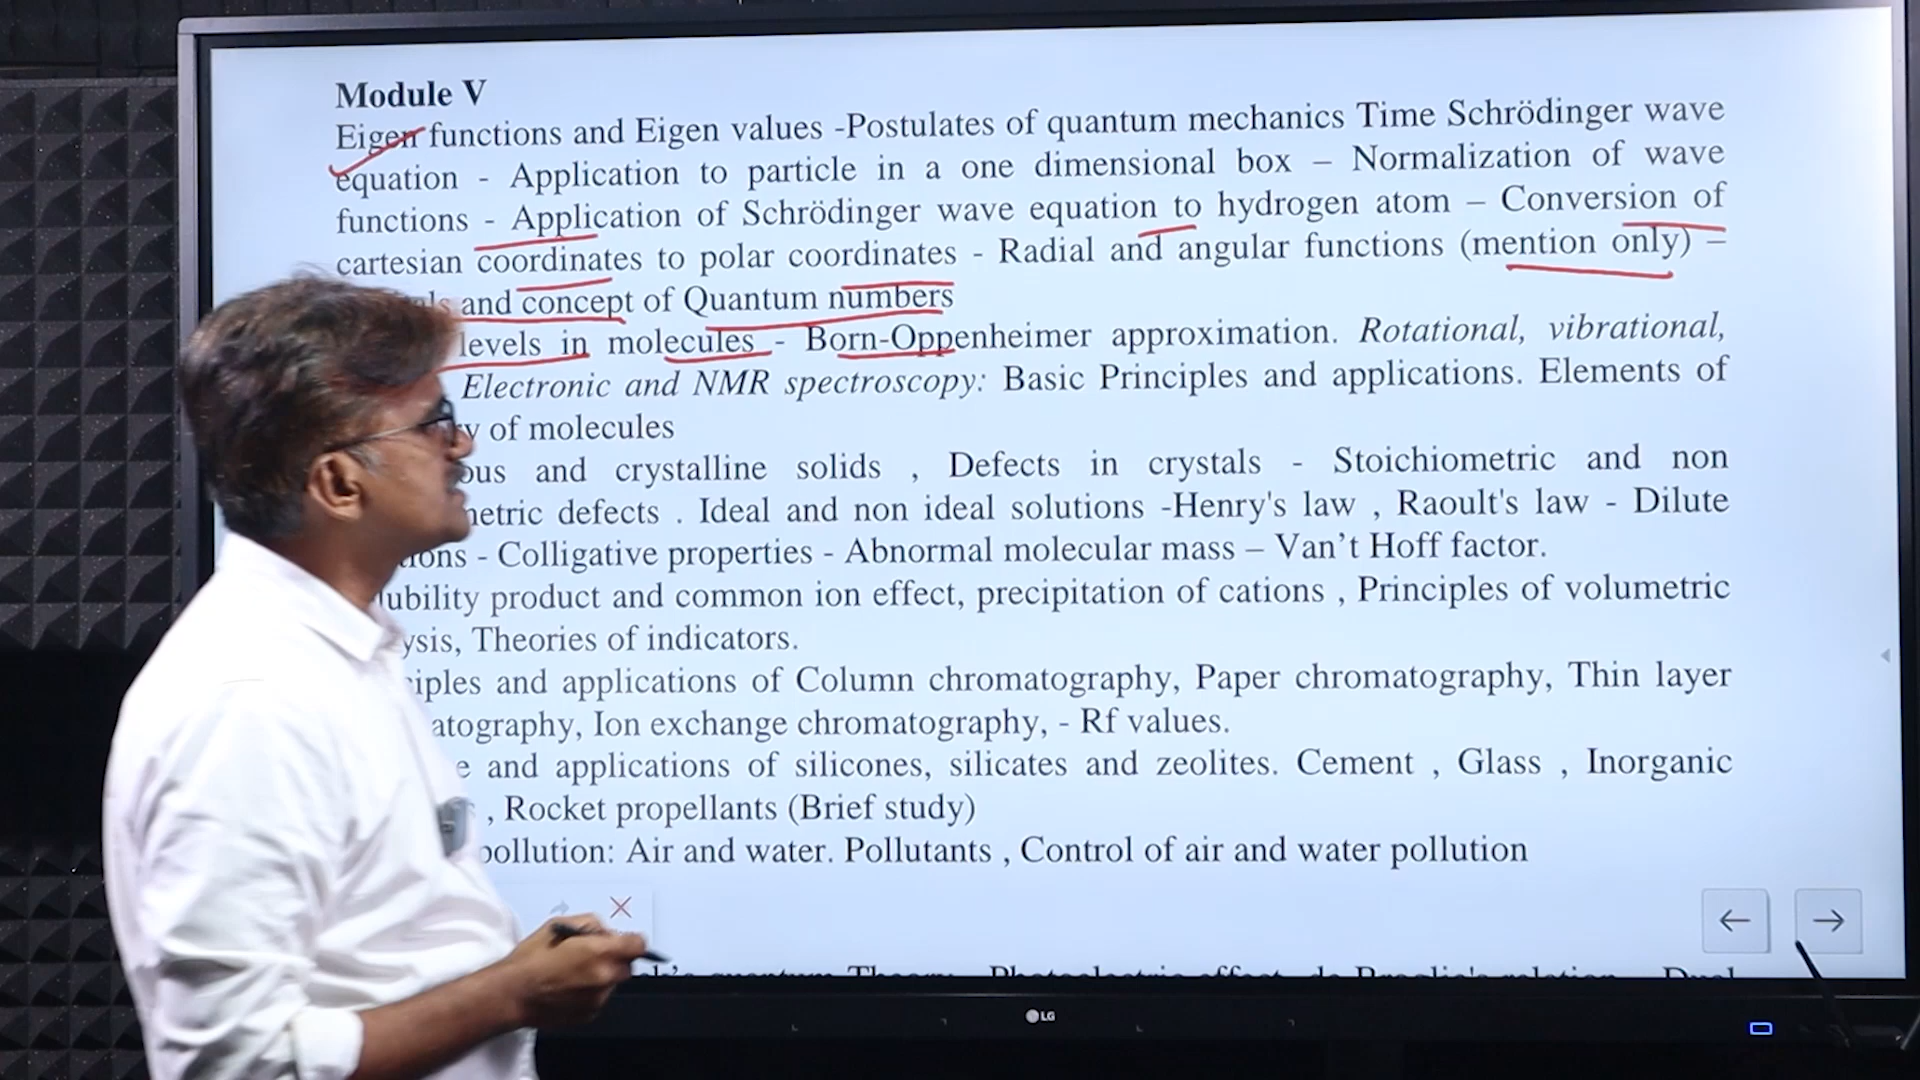 Module V
Eigen functions and Eigen values -Postulates of quantum mechanics Time Schrödinger wave
equation - Application to particle in a one dimensional box – Normalization of wave
functions - Application of Schrödinger wave equation to hydrogen atom – Conversion of
cartesian coordinates to polar coordinates - Radial and angular functions (mention only) –
and concept of Quantum numbers
levels in molecules - Born-Oppenheimer approximation. Rotational, vibrational,
Electronic and NMR spectroscopy: Basic Principles and applications. Elements of
of molecules
and crystalline solids , Defects in crystals - Stoichiometric and non
defects . Ideal and non ideal solutions -Henry's law , Raoult's law - Dilute
- Colligative properties - Abnormal molecular mass – Van’t Hoff factor.
product and common ion effect, precipitation of cations , Principles of volumetric
Theories of indicators.
and applications of Column chromatography, Paper chromatography, Thin layer
Ion exchange chromatography, - Rf values.
and applications of silicones, silicates and zeolites. Cement , Glass , Inorganic
, Rocket propellants (Brief study)
pollution: Air and water. Pollutants , Control of air and water pollution
LG